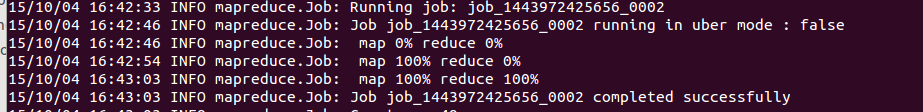 15/10/04 16:42:33 INFO mapreduce.Job: Running job: job_1443972425656_0002
15/10/04 16:42:46 INFO mapreduce.Job: Job job_1443972425656_0002 running in uber mode : false
15/10/04 16:42:46 INFO mapreduce.Job:  map 0% reduce 0%
15/10/04 16:42:54 INFO mapreduce.Job:  map 100% reduce 0%
15/10/04 16:43:03 INFO mapreduce.Job:  map 100% reduce 100%
15/10/04 16:43:03 INFO mapreduce.Job: Job job_1443972425656_0002 completed successfully